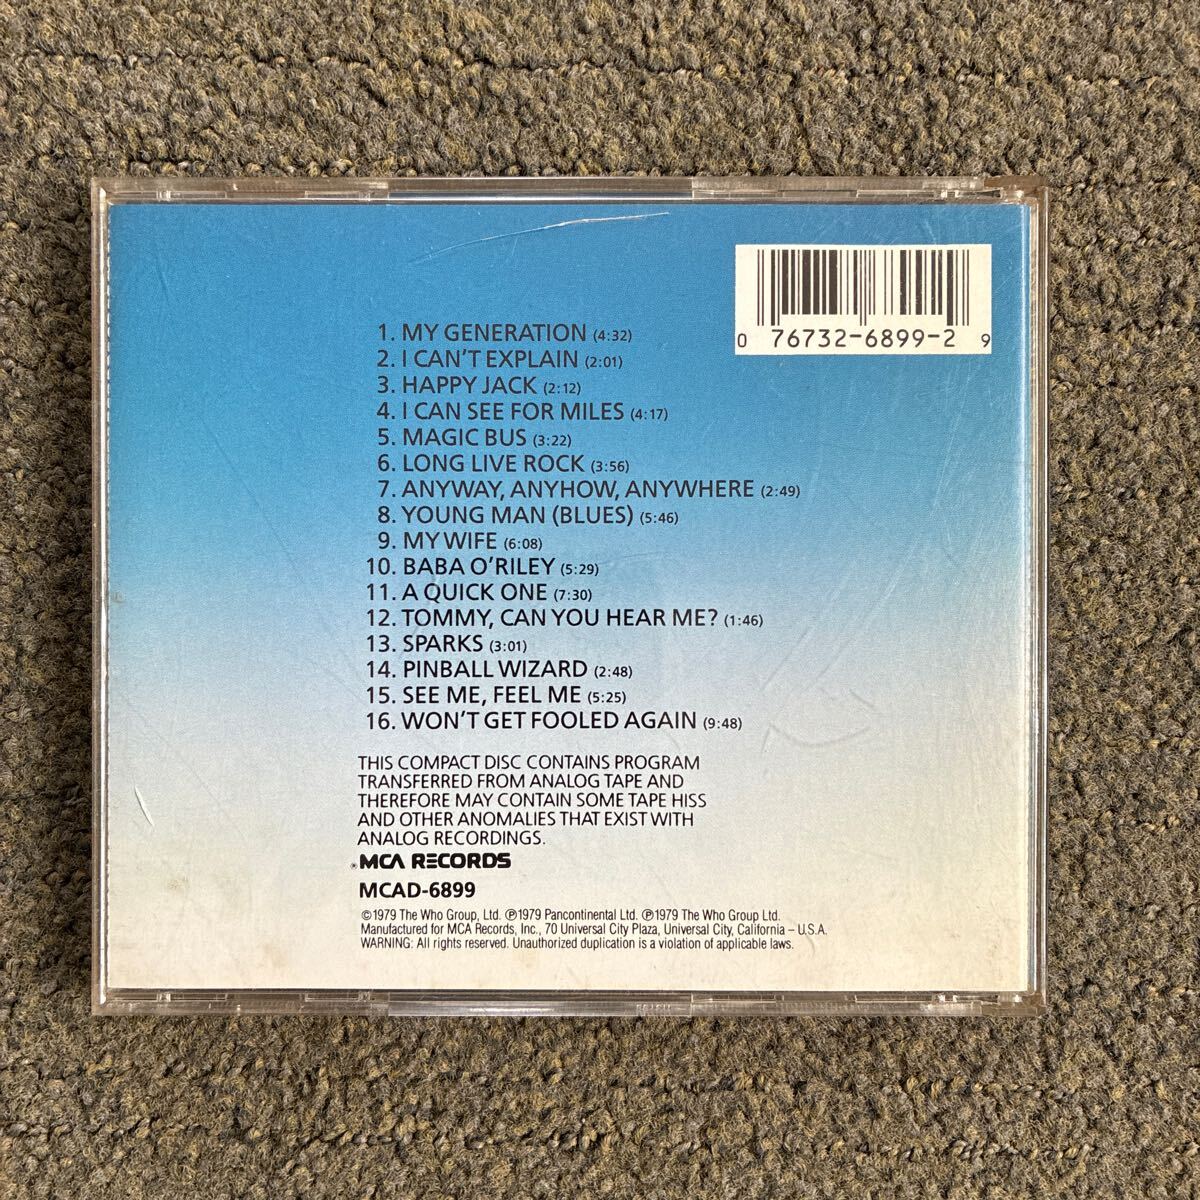 0 76732-6899-2 9
1. MY GENERATION (4:32)
2. I CAN'T EXPLAIN (2:01)
3. HAPPY JACK (2:12)
4. I CAN SEE FOR MILES (4:17)
5. MAGIC BUS (3:22)
6. LONG LIVE ROCK (3:56)
7. ANYWAY, ANYHOW, ANYWHERE (2:49)
8. YOUNG MAN (BLUES) (5:46)
9. MY WIFE (6:08)
10. BABA O'RILEY (5:29)
11. A QUICK ONE (7:30)
12. TOMMY, CAN YOU HEAR ME? (1:46)
13. SPARKS (3:01)
14. PINBALL WIZARD (2:48)
15. SEE ME, FEEL ME (5:25)
16. WON'T GET FOOLED AGAIN (9:48)
THIS COMPACT DISC CONTAINS PROGRAM
TRANSFERRED FROM ANALOG TAPE AND
THEREFORE MAY CONTAIN SOME TAPE HISS
AND OTHER ANOMALIES THAT EXIST WITH
ANALOG RECORDINGS.
MCA RECORDS
MCAD-6899
©1979 The Who Group, Ltd. ℗1979 Pancontinental Ltd. ℗1979 The Who Group Ltd.
Manufactured for MCA Records, Inc., 70 Universal City Plaza, Universal City, California – U.S.A.
WARNING: All rights reserved. Unauthorized duplication is a violation of applicable laws.